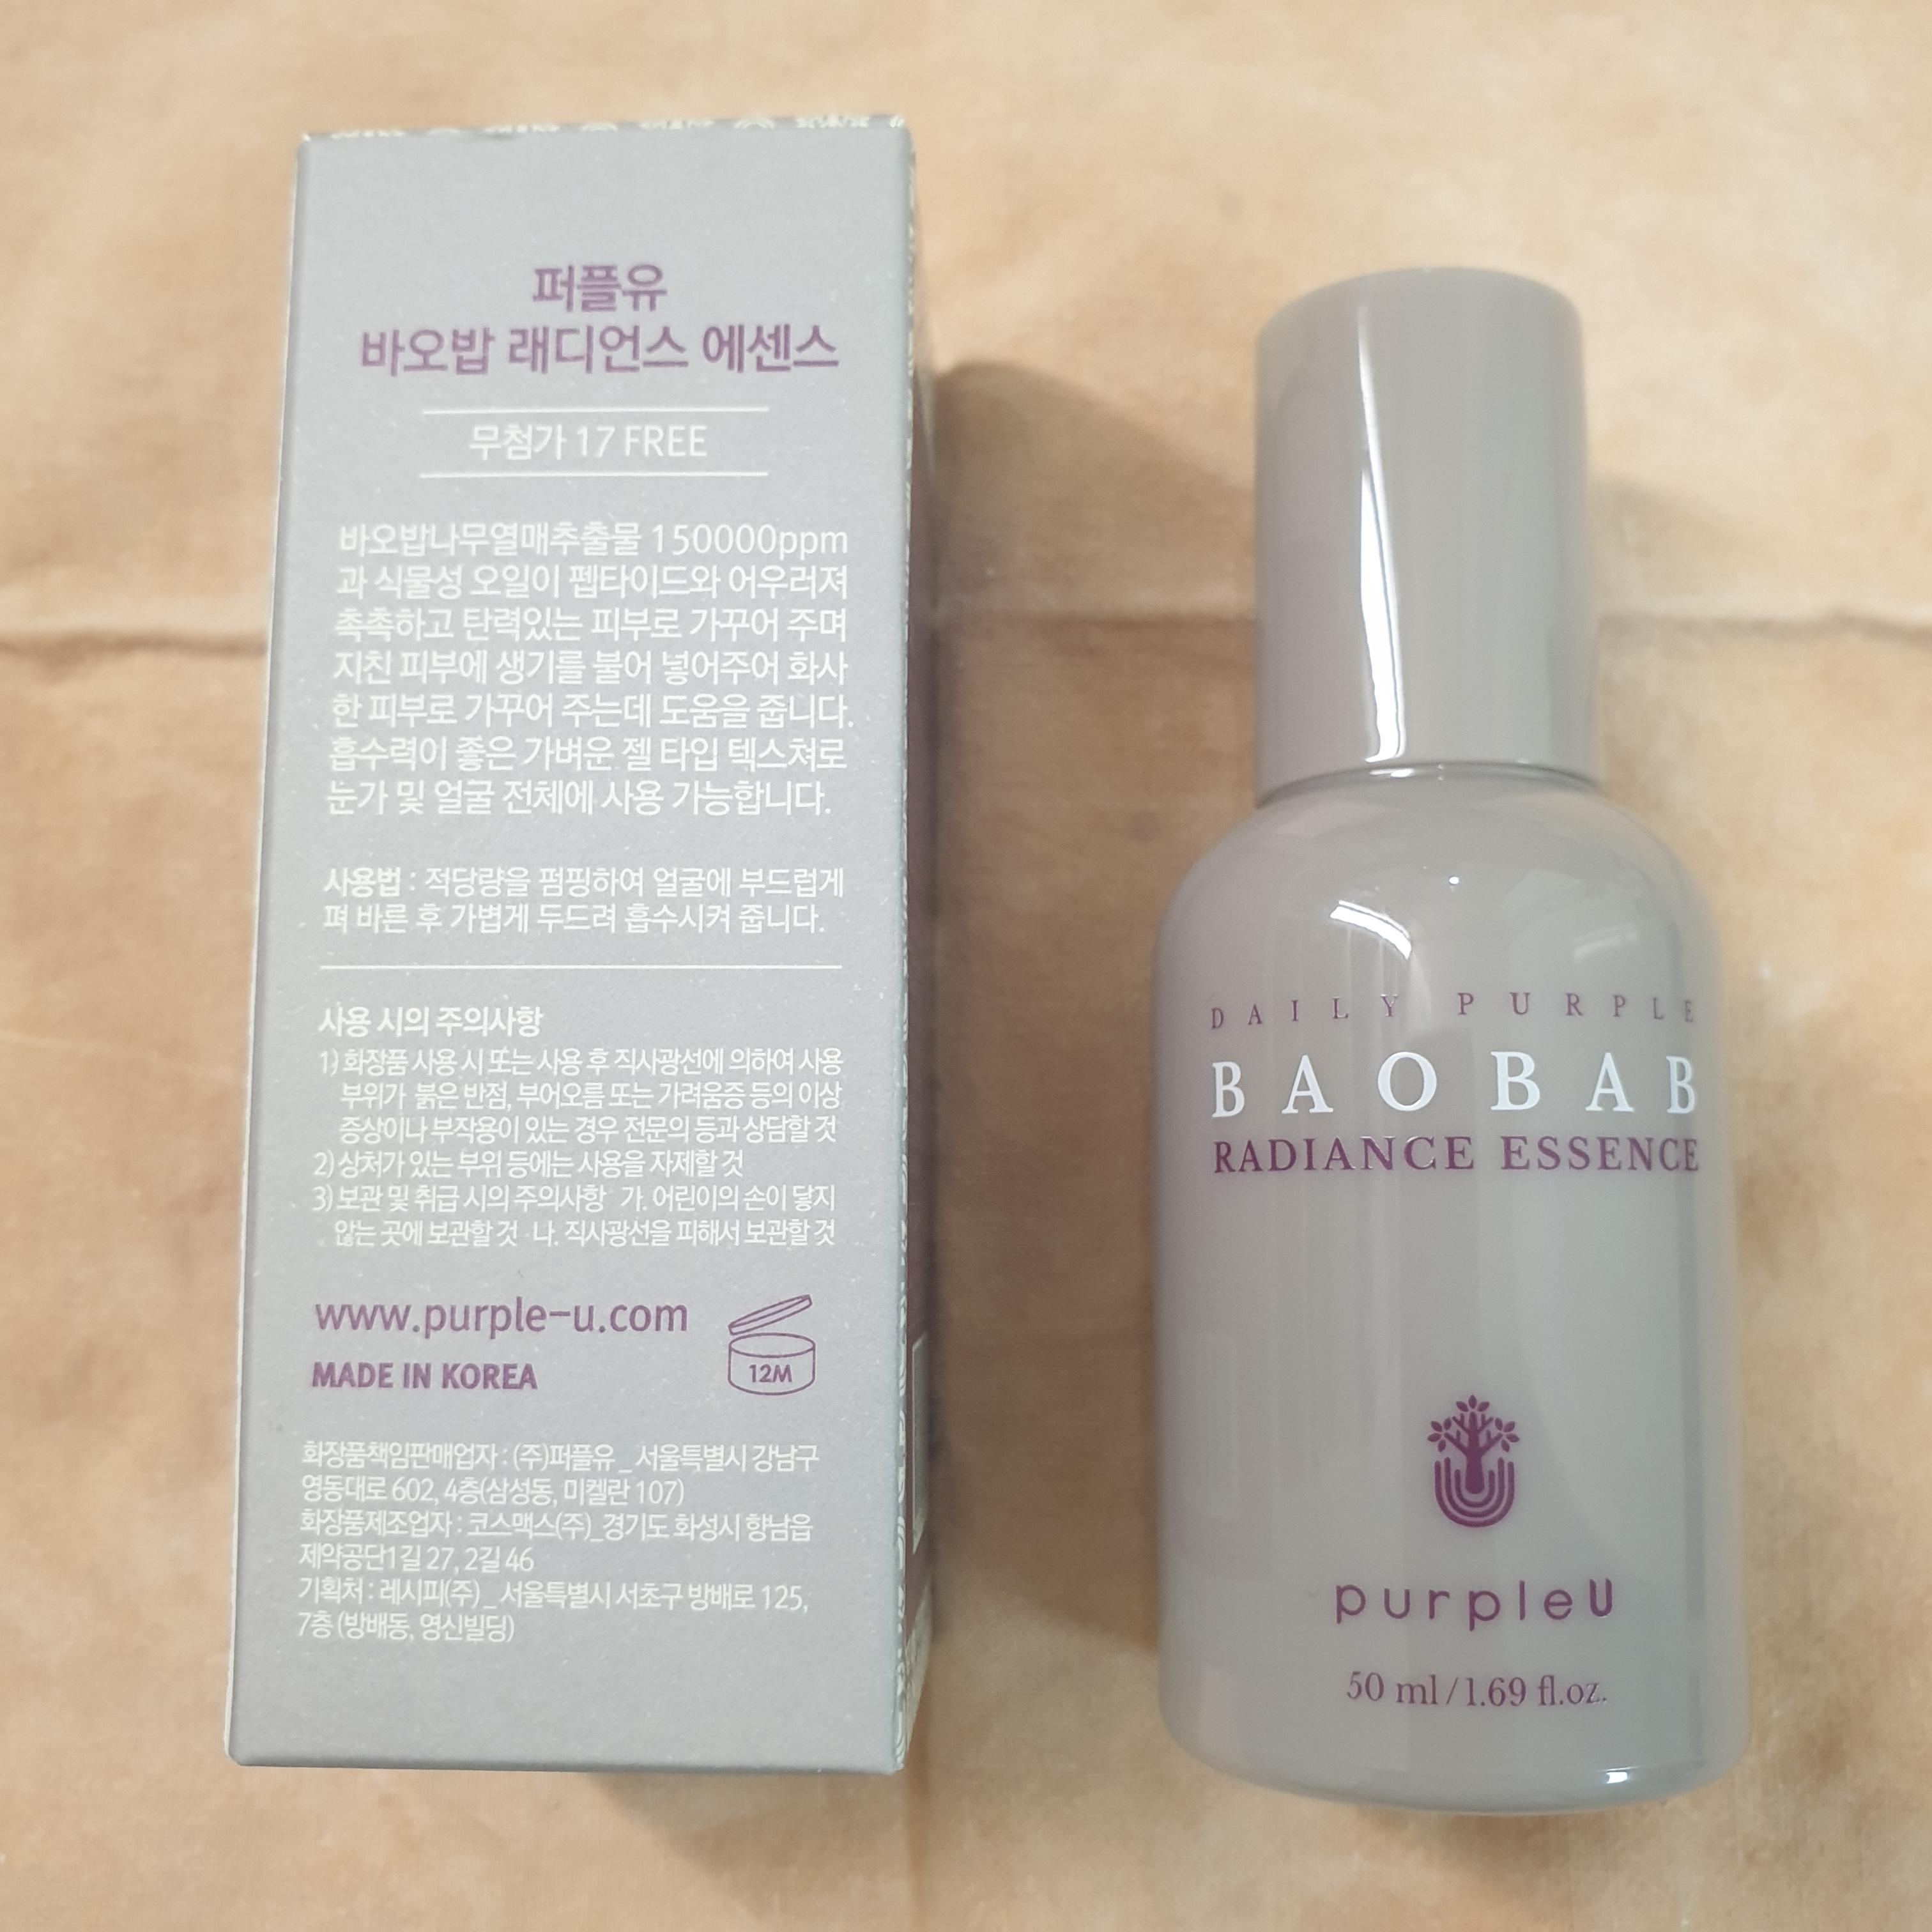 퍼플유
바오밥 래디언스 에센스
무첨가 17 FREE
바오밥나무열매추출물 150000ppm
과 식물성 오일이 펩타이드와 어우러져
촉촉하고 탄력있는 피부로 가꾸어 주며
지친 피부에 생기를 불어 넣어주어 화사
한 피부로 가꾸어 주는데 도움을 줍니다.
흡수력이 좋은 가벼운 젤 타입 텍스쳐로
눈가 및 얼굴 전체에 사용 가능합니다.
사용법 : 적당량을 펌핑하여 얼굴에 부드럽게
펴 바른 후 가볍게 두드려 흡수시켜 줍니다.
사용 시의 주의사항
1) 화장품 사용 시 또는 사용 후 직사광선에 의하여 사용
부위가 붉은 반점, 부어오름 또는 가려움증 등의 이상
증상이나 부작용이 있는 경우 전문의 등과 상담할 것
2) 상처가 있는 부위 등에는 사용을 자제할 것
3) 보관 및 취급 시의 주의사항 가. 어린이의 손이 닿지
않는 곳에 보관할 것 나. 직사광선을 피해서 보관할 것
www.purple-u.com
MADE IN KOREA
12M
화장품책임판매업자 : (주)퍼플유 _ 서울특별시 강남구
영동대로 602, 4층(삼성동, 미켈란 107)
화장품제조업자 : 코스맥스(주)_경기도 화성시 향남읍
제약공단1길 27, 2길 46
기획처 : 레시피(주) _ 서울특별시 서초구 방배로 125,
7층 (방배동, 영신빌딩)
DAILY PURPLE
BAOBAB
RADIANCE ESSENCE
purpleU
50 ml / 1.69 fl.oz.